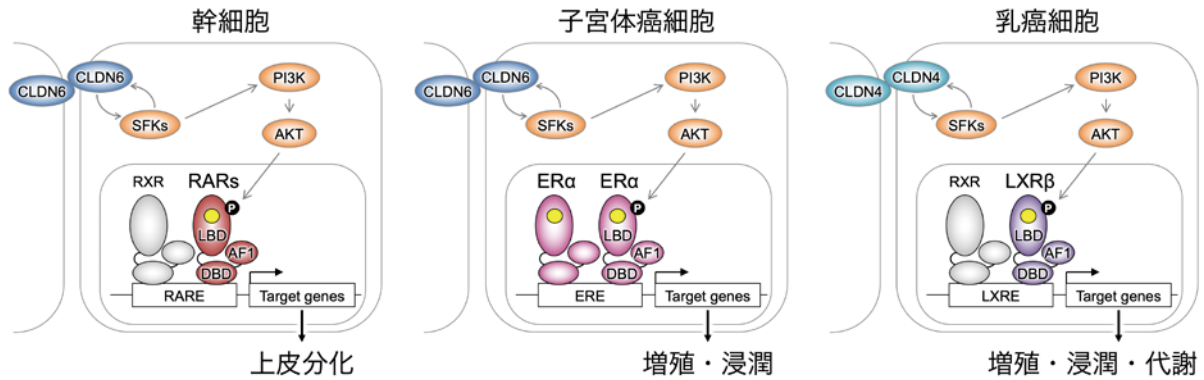 幹細胞
CLDN6
CLDN6
SFKs
PI3K
AKT
RXR
RARs
P
LBD
AF1
DBD
RARE
Target genes
上皮分化
子宮体癌細胞
CLDN6
CLDN6
SFKs
PI3K
AKT
ERα
ERα
P
LBD
AF1
DBD
ERE
Target genes
増殖・浸潤
乳癌細胞
CLDN4
CLDN4
SFKs
PI3K
AKT
RXR
LXRβ
P
LBD
AF1
DBD
LXRE
Target genes
増殖・浸潤・代謝